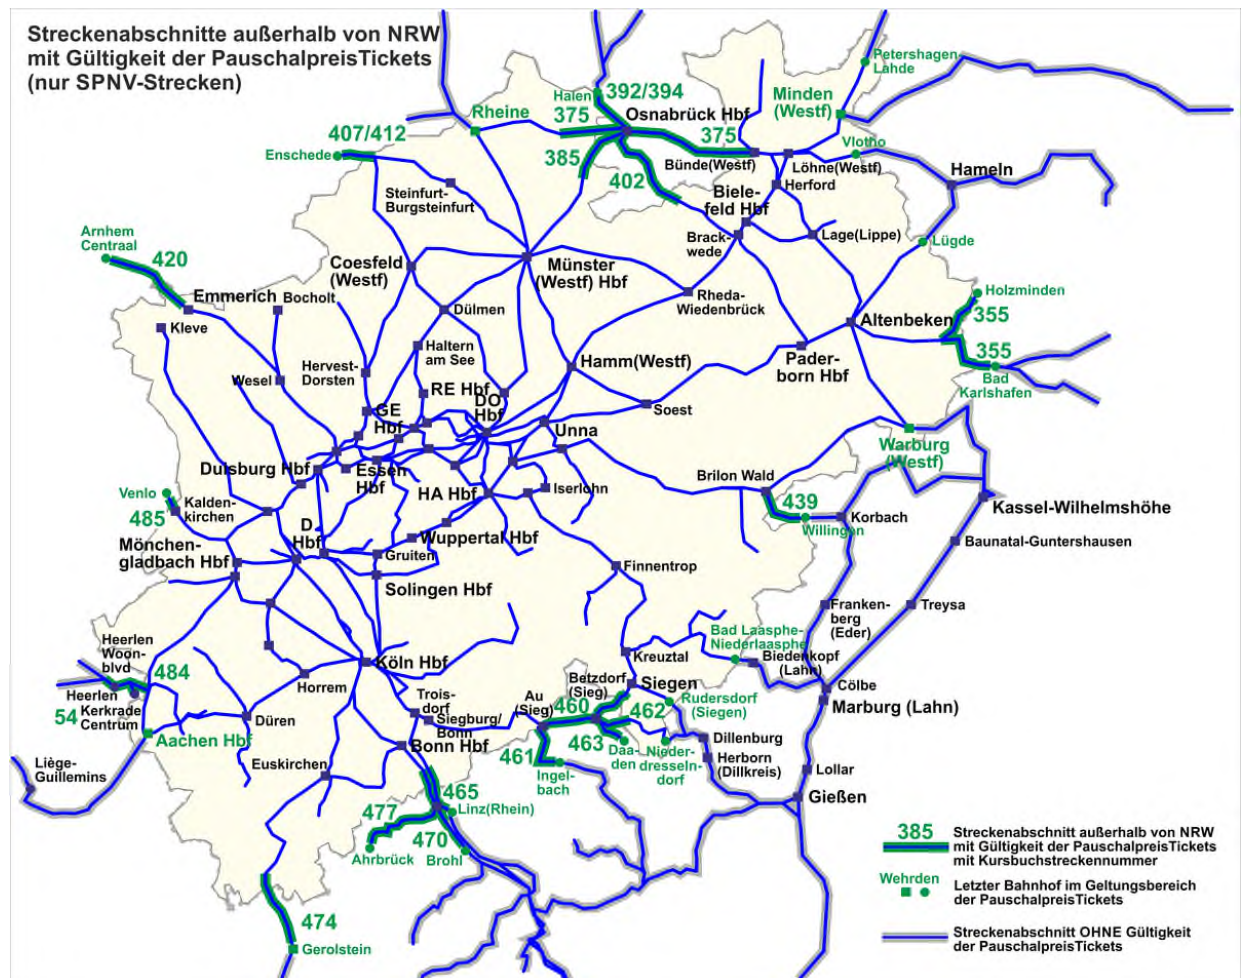 Streckenabschnitte außerhalb von NRW
mit Gültigkeit der PauschalpreisTickets
(nur SPNV-Strecken)
Petershagen
Lahde
Halen
392/394
Minden
(Westf)
Rheine
375
Osnabrück Hbf
407/412
375
Vlotho
Enschede
385
Bünde(Westf)
Löhne(Westf)
Hameln
Steinfurt-
Burgsteinfurt
402
Herford
Biele-
feld Hbf
Arnhem
Centraal
Brack-
wede
Lage(Lippe)
Lügde
420
Coesfeld
(Westf)
Münster
(Westf) Hbf
Emmerich
Bocholt
Rheda-
Wiedenbrück
Holzminden
Kleve
Dülmen
Altenbeken
355
Haltern
am See
Hamm(Westf)
Pader-
born Hbf
355
Hervest-
Dorsten
Wesel
Bad
Karlshafen
RE Hbf
GE
Hbf
DO
Hbf
Soest
Unna
Warburg
(Westf)
Duisburg Hbf
Essen
Hbf
Brilon Wald
Venlo
HA Hbf
Iserlohn
439
Kalden-
kirchen
485
Korbach
Kassel-Wilhelmshöhe
Willingen
D.
Hbf
Wuppertal Hbf
Mönchen-
gladbach Hbf
Gruiten
Baunatal-Guntershausen
Finnentrop
Solingen Hbf
Franken-
berg
(Eder)
Treysa
Bad Laasphe-
Niederlaasphe
Heerlen
Woon-
blvd
Kreuztal
Biedenkopf
(Lahn)
Köln Hbf
484
Betzdorf
(Sieg)
Siegen
Cölbe
Heerlen
Kerkrade
Centrum
54
Horrem
Trois-
dorf
Au
(Sieg)
460
Rudersdorf
(Siegen)
Marburg (Lahn)
Düren
Siegburg/
Bonn
462
Aachen Hbf
Bonn Hbf
463
Dillenburg
461
Daa-
den
Nieder-
dresseln-
dorf
Herborn
(Dillkreis)
Liège-
Guillemins
Euskirchen
Ingel-
bach
Lollar
465
Gießen
477
Linz(Rhein)
470
Ahrbrück
Brohl
385
Streckenabschnitt außerhalb von NRW
mit Gültigkeit der PauschalpreisTickets
mit Kursbuchstreckennummer
Wehrden
Letzter Bahnhof im Geltungsbereich
der PauschalpreisTickets
474
Gerolstein
Streckenabschnitt OHNE Gültigkeit
der PauschalpreisTickets